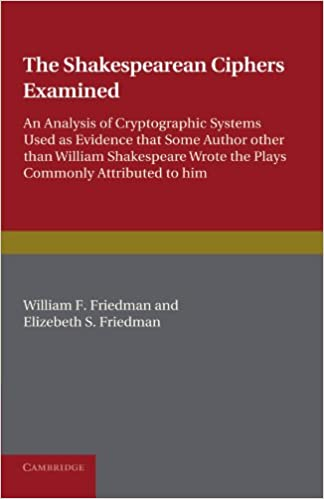 The Shakespearean Ciphers
Examined
An Analysis of Cryptographic Systems
Used as Evidence that Some Author other
than William Shakespeare Wrote the Plays
Commonly Attributed to him
William F. Friedman and
Elizebeth S. Friedman
CAMBRIDGE